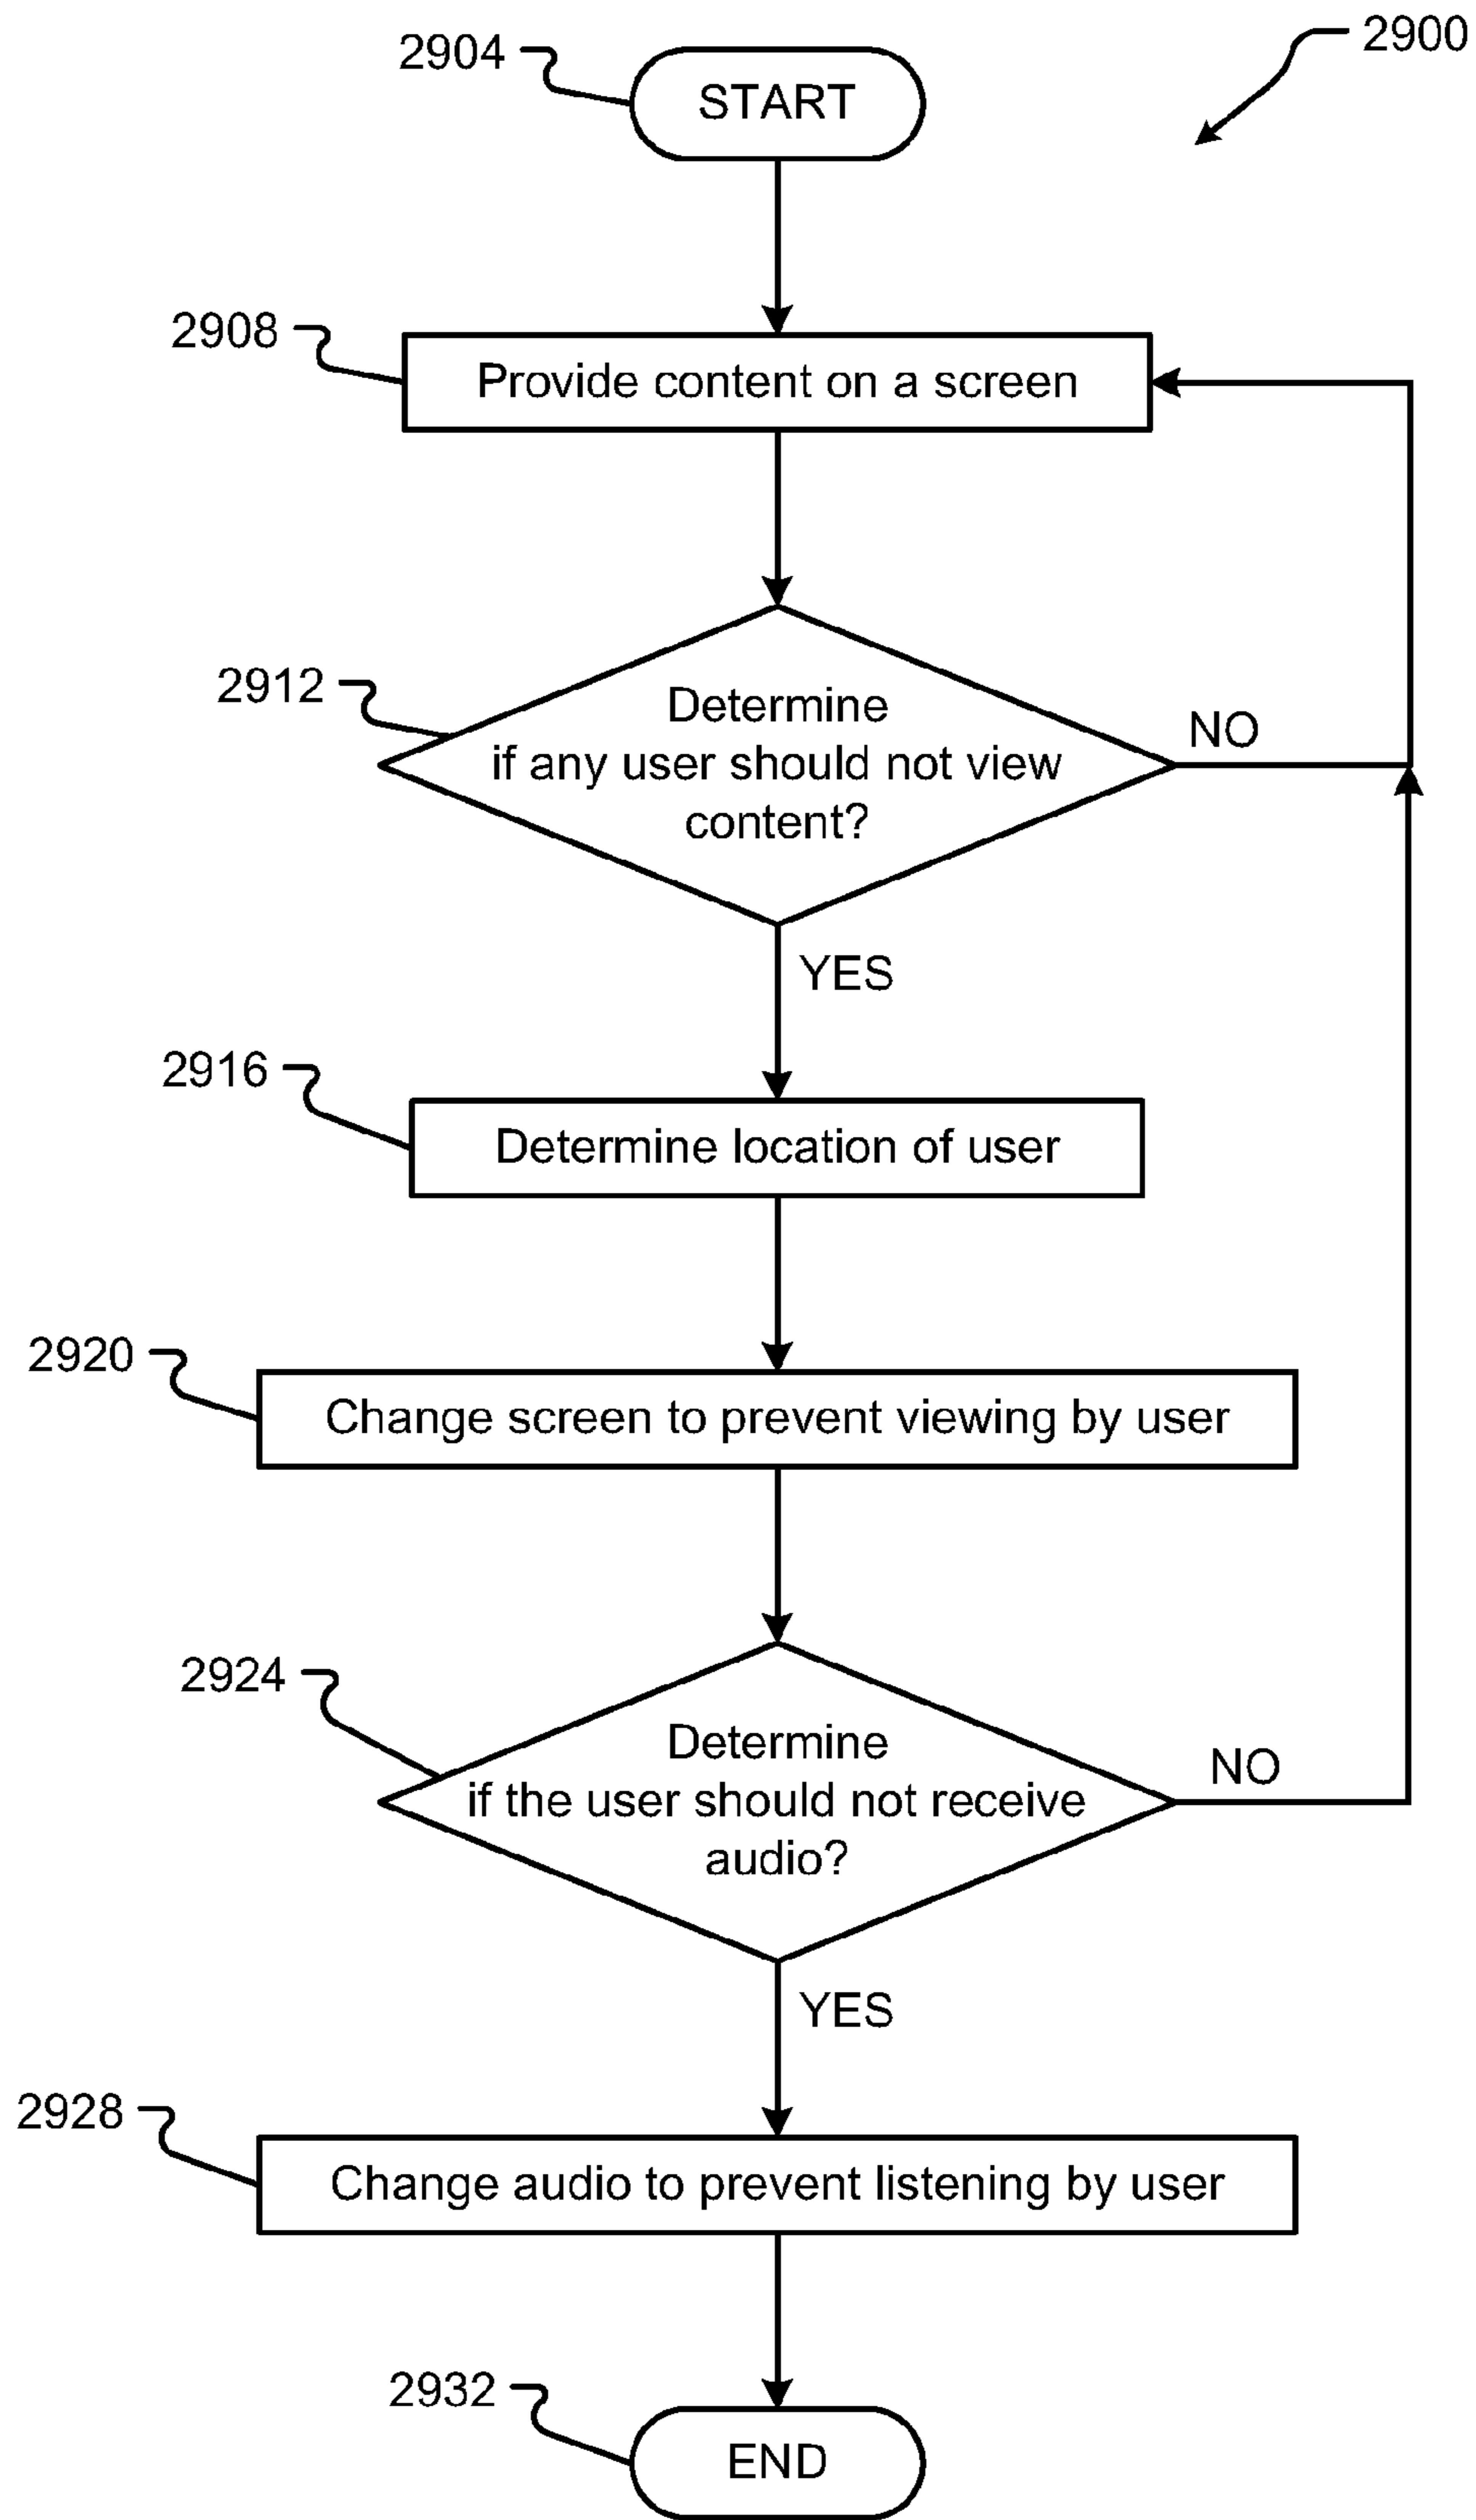 2900
2904
START
2908
Provide content on a screen
2912
Determine
if any user should not view
content?
NO
YES
2916
Determine location of user
2920
Change screen to prevent viewing by user
2924
Determine
if the user should not receive
audio?
NO
YES
2928
Change audio to prevent listening by user
2932
END